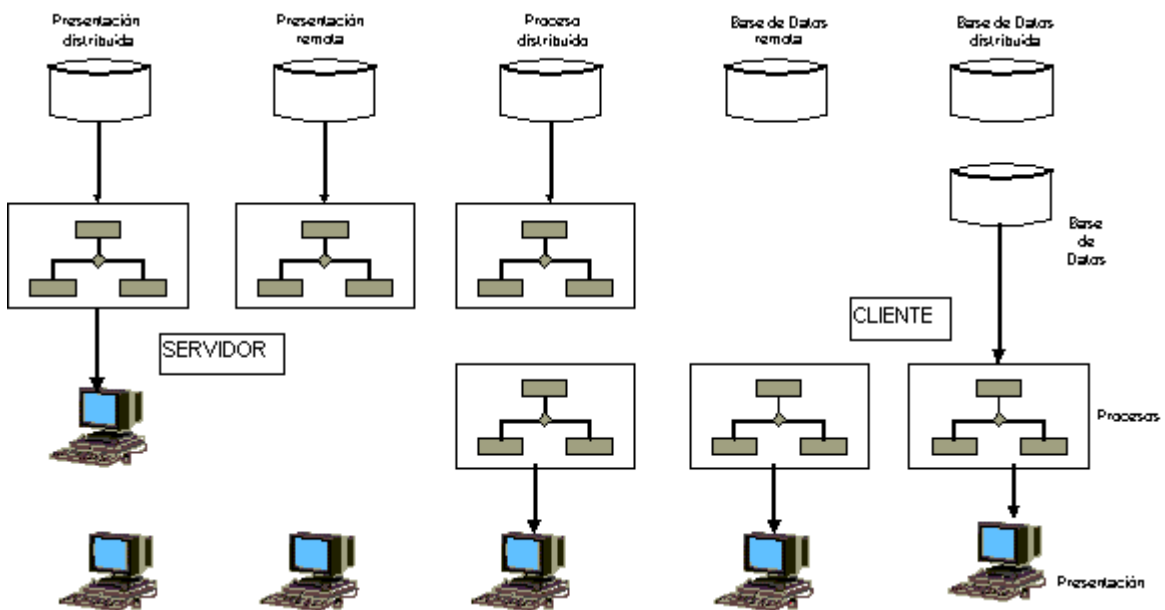 Presentación
distribuida
Presentación
remota
Proceso
distribuido
Base de Datos
remota
Base de Datos
distribuida
Base
de
Datos
CLIENTE
SERVIDOR
Procesos
Presentación